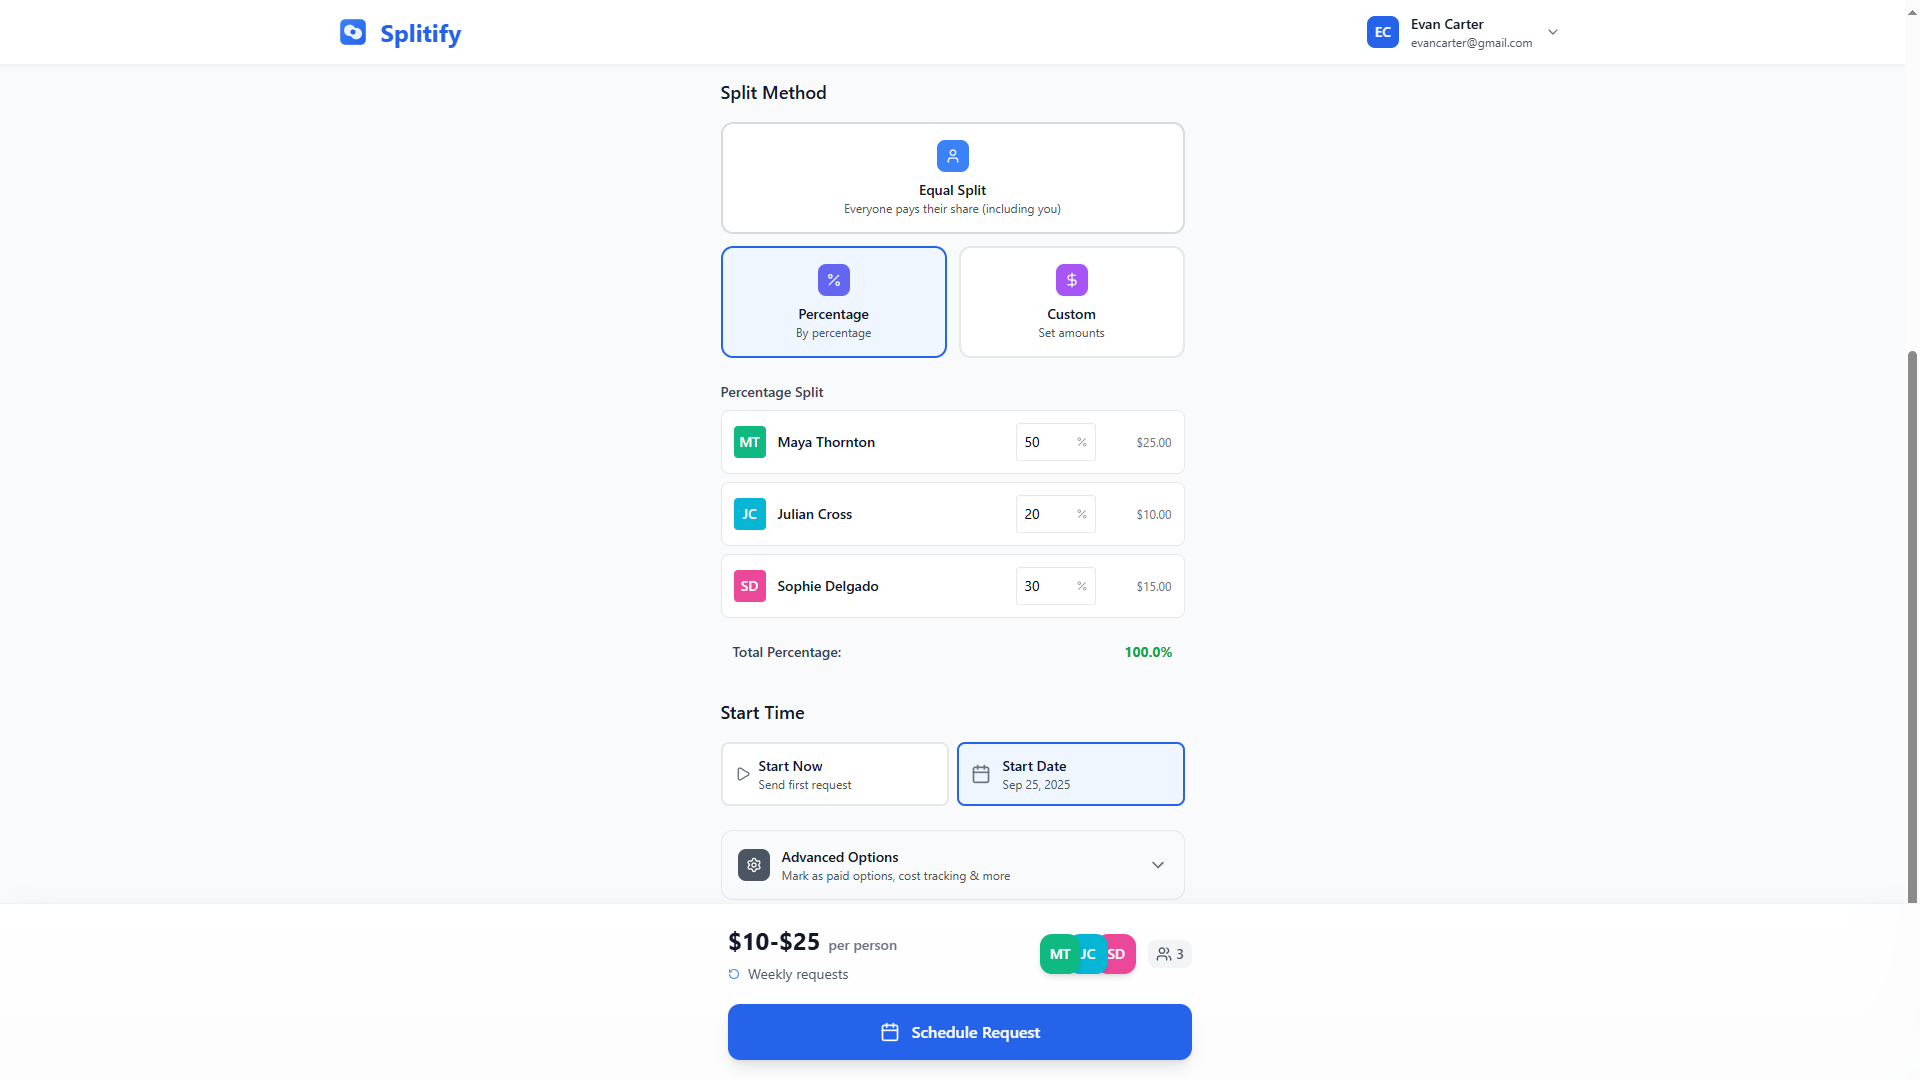 Splitify
EC
Evan Carter
evancarter@gmail.com
Split Method
Equal Split
Everyone pays their share (including you)
Percentage
By percentage
Custom
Set amounts
Percentage Split
MT Maya Thornton 50 % $25.00
JC Julian Cross 20 % $10.00
SD Sophie Delgado 30 % $15.00
Total Percentage: 100.0%
Start Time
Start Now
Send first request
Start Date
Sep 25, 2025
Advanced Options
Mark as paid options, cost tracking & more
$10-$25 per person
Weekly requests
MT JC SD 3
Schedule Request